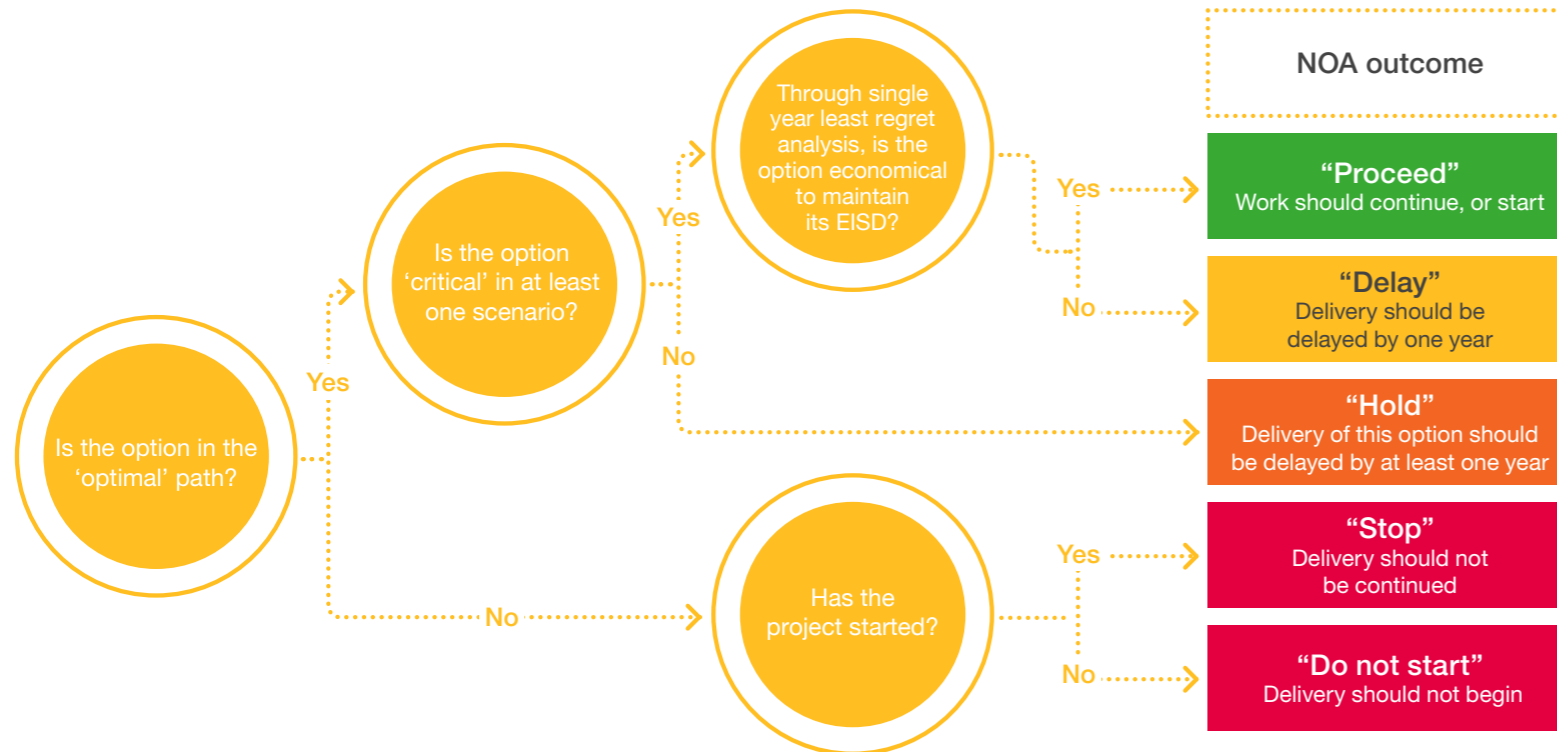 Is the option in the
‘optimal’ path?
Yes
No
Is the option
‘critical’ in at least
one scenario?
Yes
No
Through single
year least regret
analysis, is the
option economical
to maintain
its EISD?
Yes
No
Has the
project started?
Yes
No
NOA outcome
“Proceed”
Work should continue, or start
“Delay”
Delivery should be
delayed by one year
“Hold”
Delivery of this option should
be delayed by at least one year
“Stop”
Delivery should not
be continued
“Do not start”
Delivery should not begin